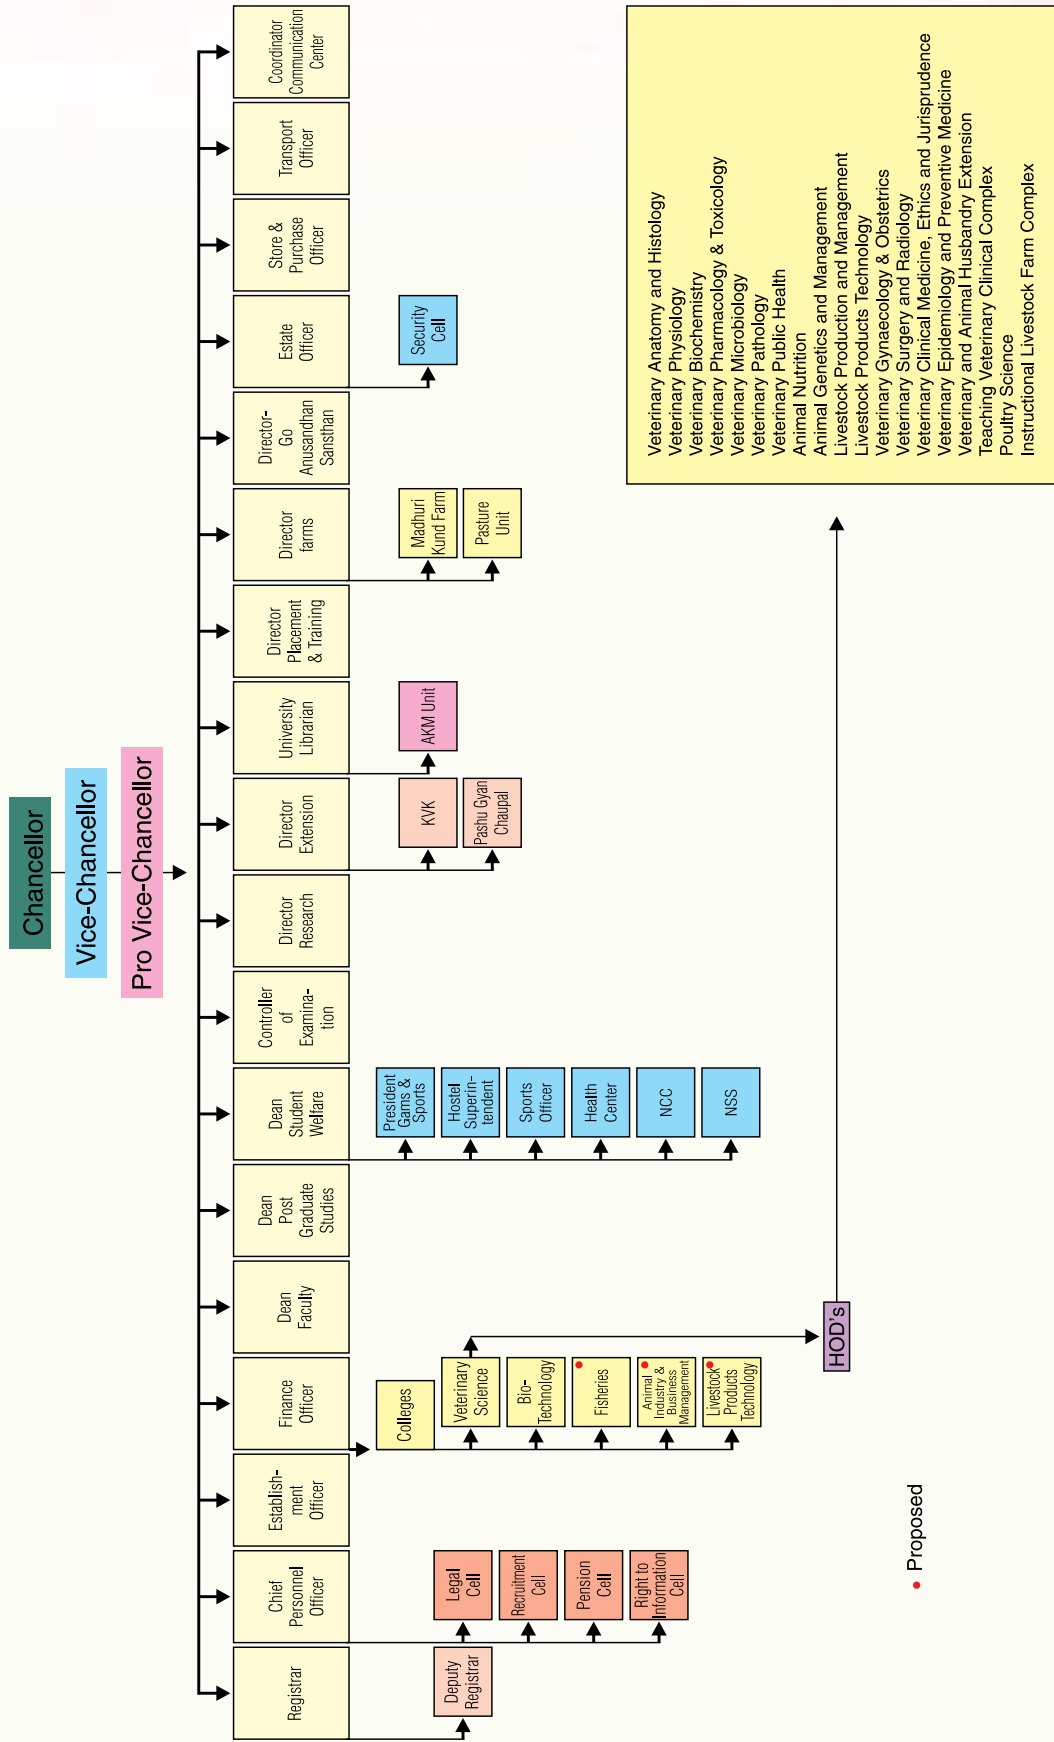 Chancellor
Vice-Chancellor
Pro Vice-Chancellor
Registrar
Chief
Personnel
Officer
Establish-
ment
Officer
Finance
Officer
Dean
Faculty
Dean
Post
Graduate
Studies
Dean
Student
Welfare
Controller
of
Examina-
tion
Director
Research
Director
Extension
University
Librarian
Director
Placement
& Training
Director
farms
Director-
Go
Anusandhan
Sansthan
Estate
Officer
Store &
Purchase
Officer
Transport
Officer
Coordinator
Communication
Center
Deputy
Registrar
Legal
Cell
Recruitment
Cell
Pension
Cell
Right to
Information
Cell
Colleges
Veterinary
Science
Bio-
Technology
Fisheries
Animal
Industry &
Business
Management
Livestock
Products
Technology
President
Gams &
Sports
Hostel
Superin-
tendent
Sports
Officer
Health
Center
NCC
NSS
KVK
Pashu Gyan
Chaupal
AKM Unit
Madhuri
Kund Farm
Pasture
Unit
Security
Cell
HOD's
Veterinary Anatomy and Histology
Veterinary Physiology
Veterinary Biochemistry
Veterinary Pharmacology & Toxicology
Veterinary Microbiology
Veterinary Pathology
Veterinary Public Health
Animal Nutrition
Animal Genetics and Management
Livestock Production and Management
Livestock Products Technology
Veterinary Gynaecology & Obstetrics
Veterinary Surgery and Radiology
Veterinary Clinical Medicine, Ethics and Jurisprudence
Veterinary Epidemiology and Preventive Medicine
Veterinary and Animal Husbandry Extension
Teaching Veterinary Clinical Complex
Poultry Science
Instructional Livestock Farm Complex
• Proposed